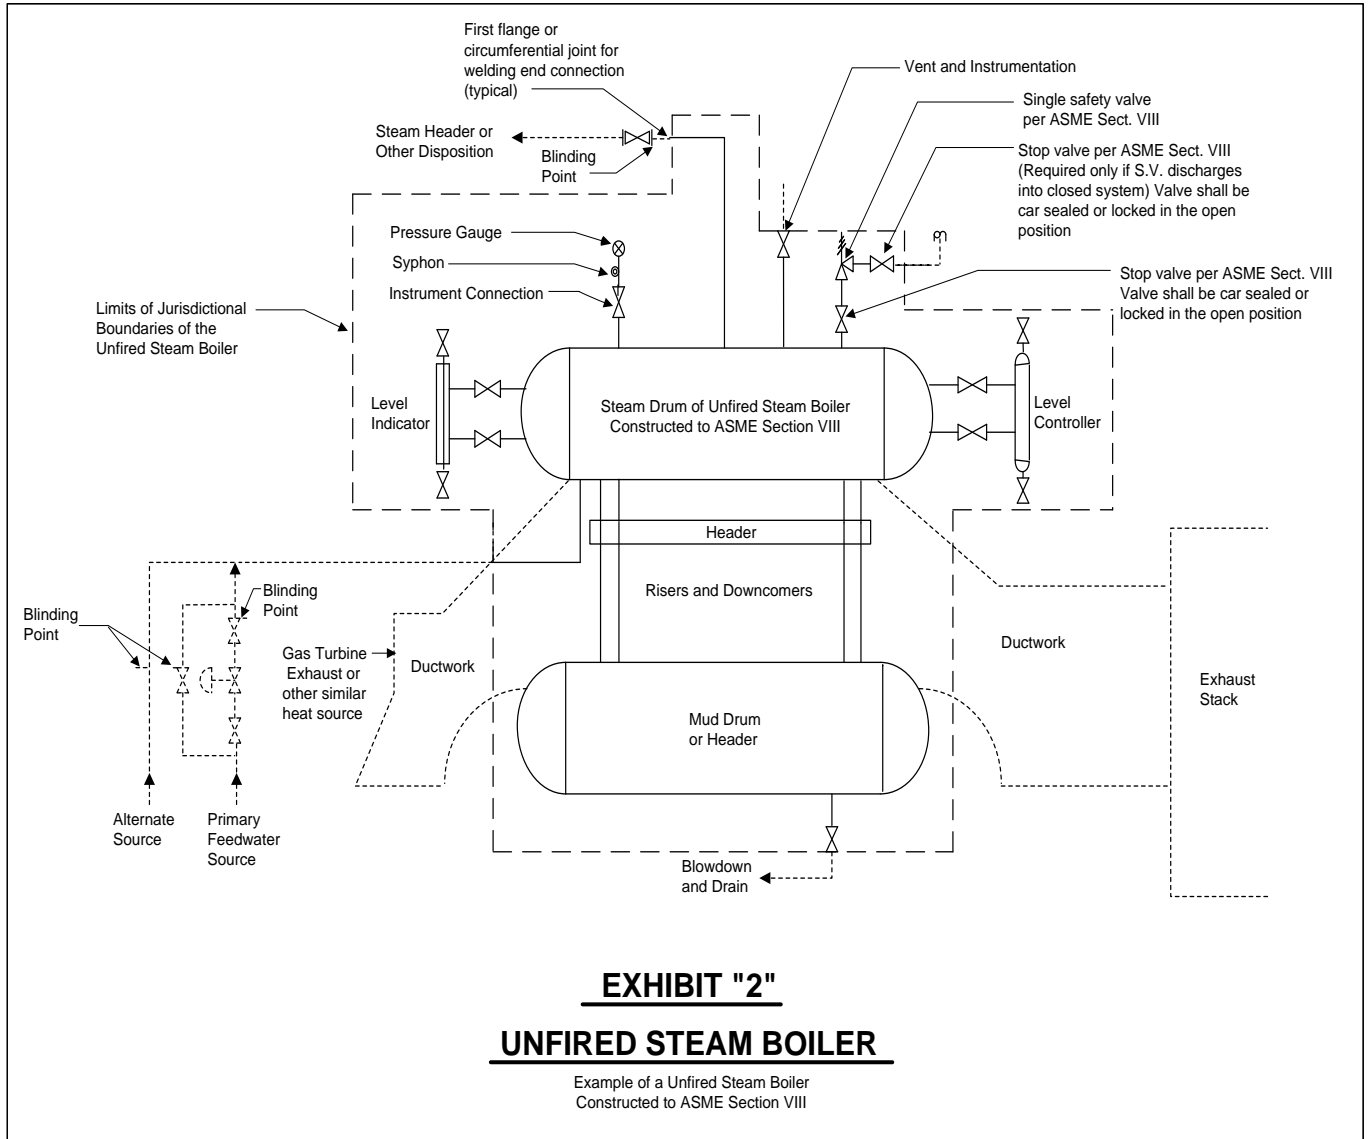 First flange or
circumferential joint for
welding end connection
(typical)
Vent and Instrumentation
Single safety valve
per ASME Sect. VIII
Steam Header or
Other Disposition
Blinding
Point
Stop valve per ASME Sect. VIII
(Required only if S.V. discharges
into closed system) Valve shall be
car sealed or locked in the open
position
Pressure Gauge
Syphon
Instrument Connection
Stop valve per ASME Sect. VIII
Valve shall be car sealed or
locked in the open position
Limits of Jurisdictional
Boundaries of the
Unfired Steam Boiler
Level
Indicator
Steam Drum of Unfired Steam Boiler
Constructed to ASME Section VIII
Level
Controller
Header
Risers and Downcomers
Blinding
Point
Blinding
Point
Gas Turbine
Exhaust or
other similar
heat source
Ductwork
Ductwork
Exhaust
Stack
Mud Drum
or Header
Alternate
Source
Primary
Feedwater
Source
Blowdown
and Drain
EXHIBIT "2"
UNFIRED STEAM BOILER
Example of a Unfired Steam Boiler
Constructed to ASME Section VIII